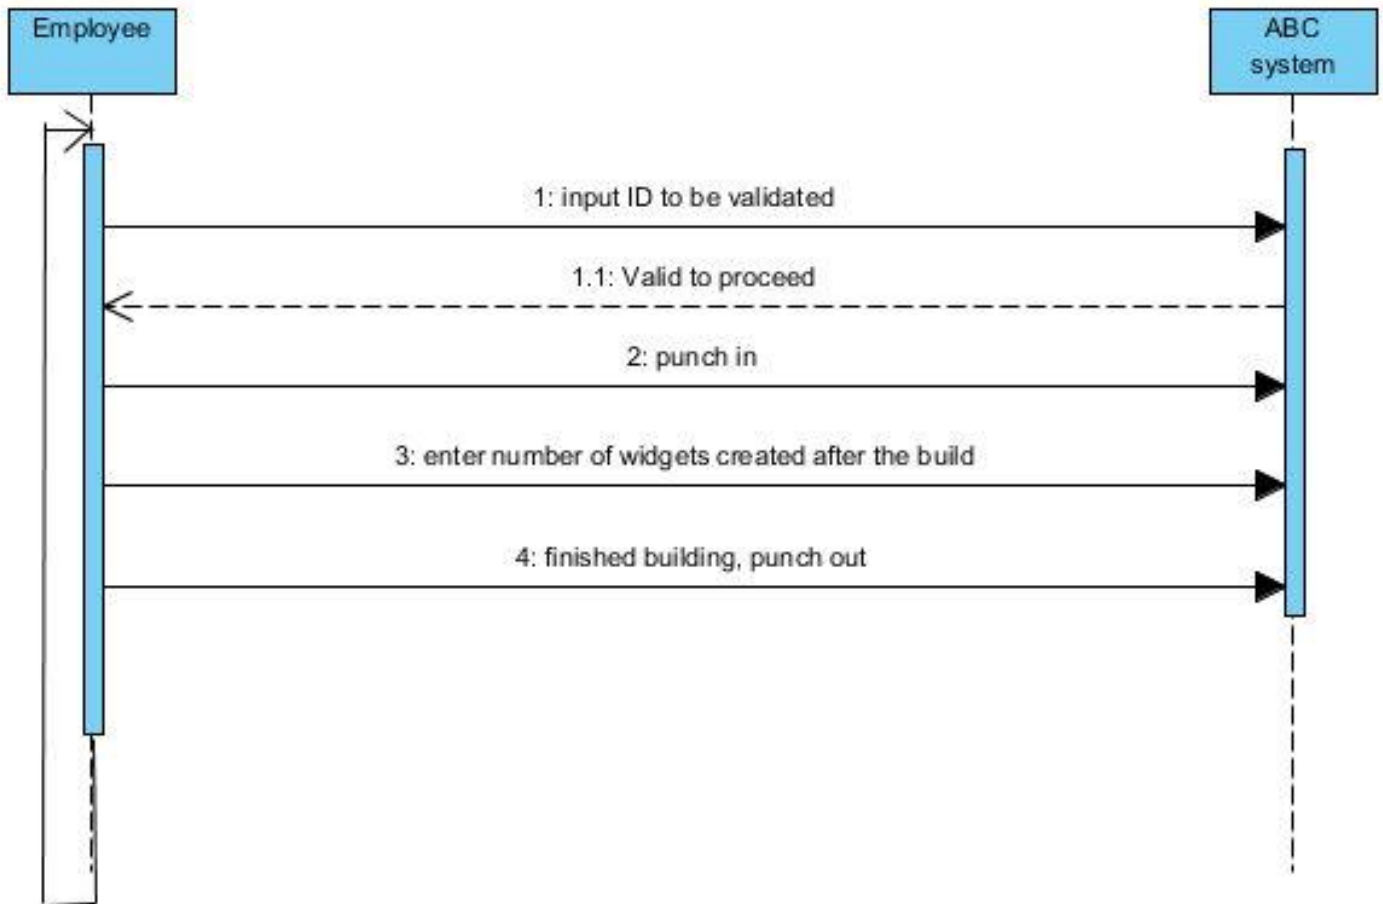 Employee
ABC
system
1: input ID to be validated
1.1: Valid to proceed
2: punch in
3: enter number of widgets created after the build
4: finished building, punch out